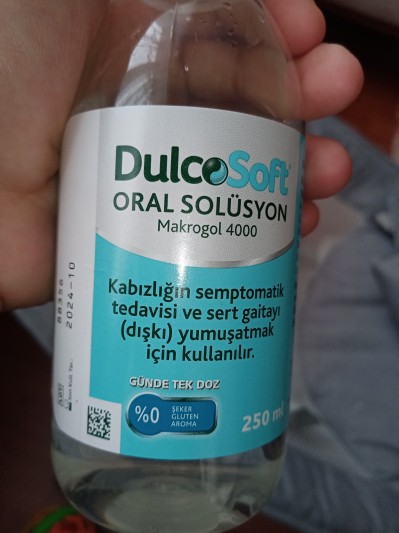 DulcoSoft
ORAL SOLÜSYON
Makrogol 4000
Kabızlığın semptomatik
tedavisi ve sert gaitayı
(dışkı) yumuşatmak
için kullanılır.
GÜNDE TEK DOZ
%0
ŞEKER
GLUTEN
AROMA
250 ml
2024-10